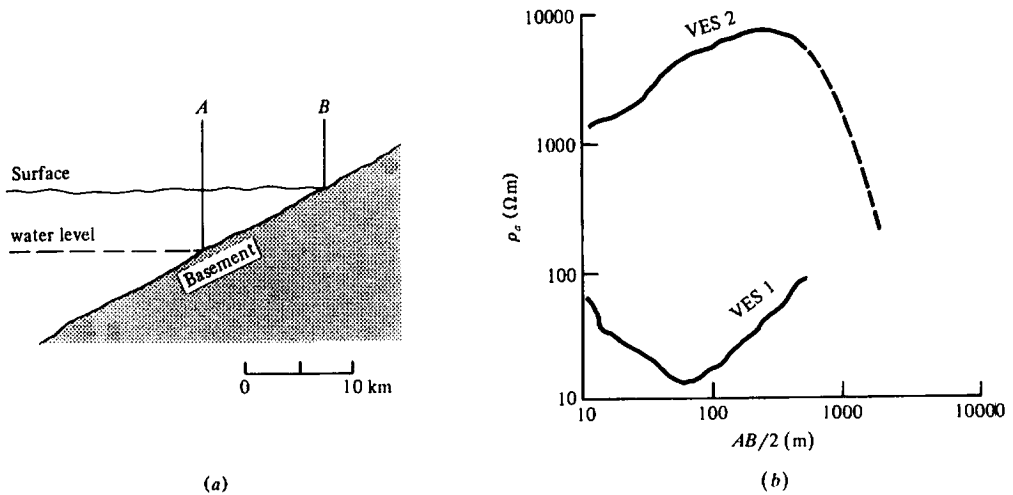 A
B
Surface
water level
Basement
0
10 km
(a)
10000
1000
100
10
ρa (Ωm)
VES 2
VES 1
10
100
1000
10000
AB/2 (m)
(b)